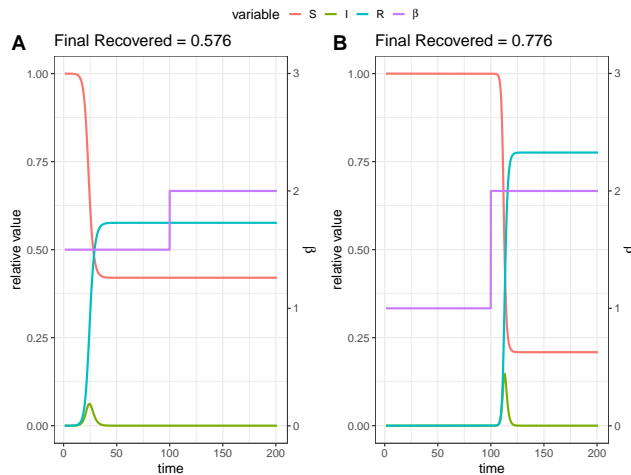 variable S I R β
A Final Recovered = 0.576
B Final Recovered = 0.776
1.00
0.75
0.50
0.25
0.00
relative value
3
2
1
0
β
0 50 100 150 200
time
1.00
0.75
0.50
0.25
0.00
relative value
3
2
1
0
0 50 100 150 200
time